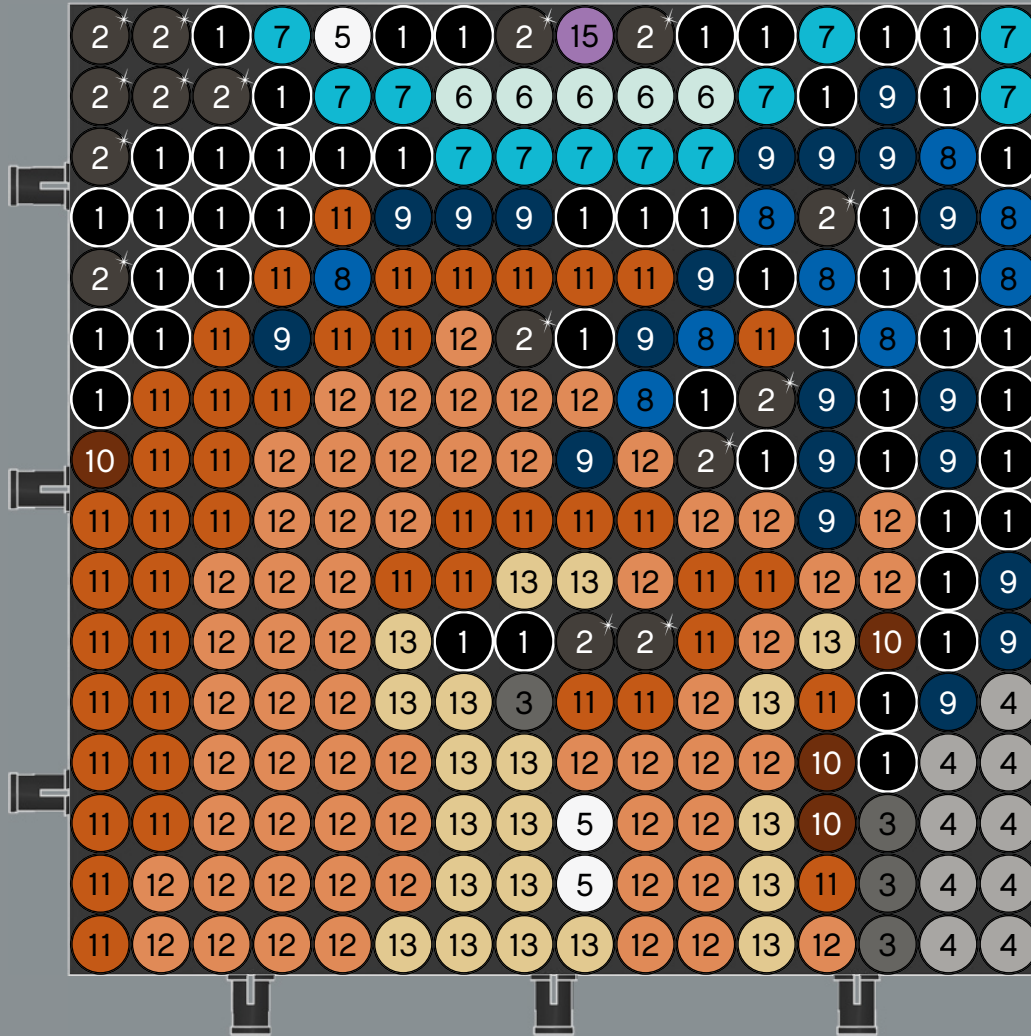 2 2 1 7 5 1 1 2 15 2 1 1 7 1 1 7
2 2 2 1 7 7 6 6 6 6 6 7 1 9 1 7
2 1 1 1 1 1 7 7 7 7 7 9 9 9 8 1
1 1 1 1 11 9 9 9 1 1 1 8 2 1 9 8
2 1 1 11 8 11 11 11 11 11 9 1 8 1 1 8
1 1 11 9 11 11 12 2 1 9 8 11 1 8 1 1
1 11 11 11 12 12 12 12 12 8 1 2 9 1 9 1
10 11 11 12 12 12 12 12 9 12 2 1 9 1 9 1
11 11 11 12 12 12 11 11 11 11 12 12 9 12 1 1
11 11 12 12 12 11 11 13 13 12 11 11 12 12 1 9
11 11 12 12 12 13 1 1 2 2 11 12 13 10 1 9
11 11 12 12 12 13 13 3 11 11 12 13 11 1 9 4
11 11 12 12 12 12 13 13 12 12 12 12 10 1 4 4
11 11 12 12 12 12 13 13 5 12 12 13 10 3 4 4
11 12 12 12 12 12 13 13 5 12 12 13 11 3 4 4
11 12 12 12 12 13 13 13 13 12 12 13 12 3 4 4